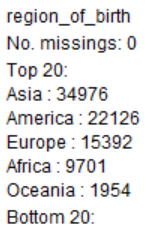 region_of_birth
No. missings: 0
Top 20:
Asia : 34976
America : 22126
Europe : 15392
Africa : 9701
Oceania : 1954
Bottom 20: